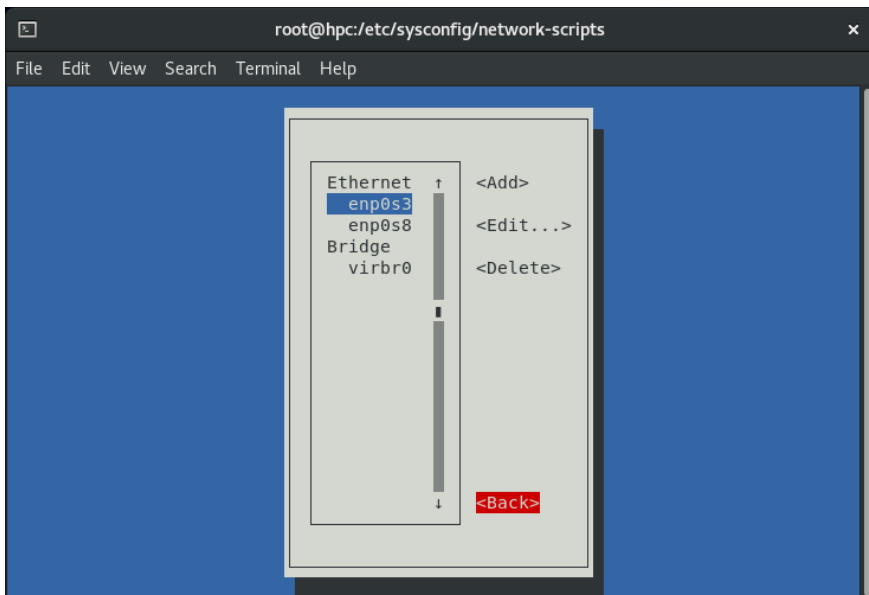 root@hpc:/etc/sysconfig/network-scripts ×
File Edit View Search Terminal Help
Ethernet ↑ <Add>
enp0s3
enp0s8 <Edit...>
Bridge
virbr0 <Delete>
↓ <Back>